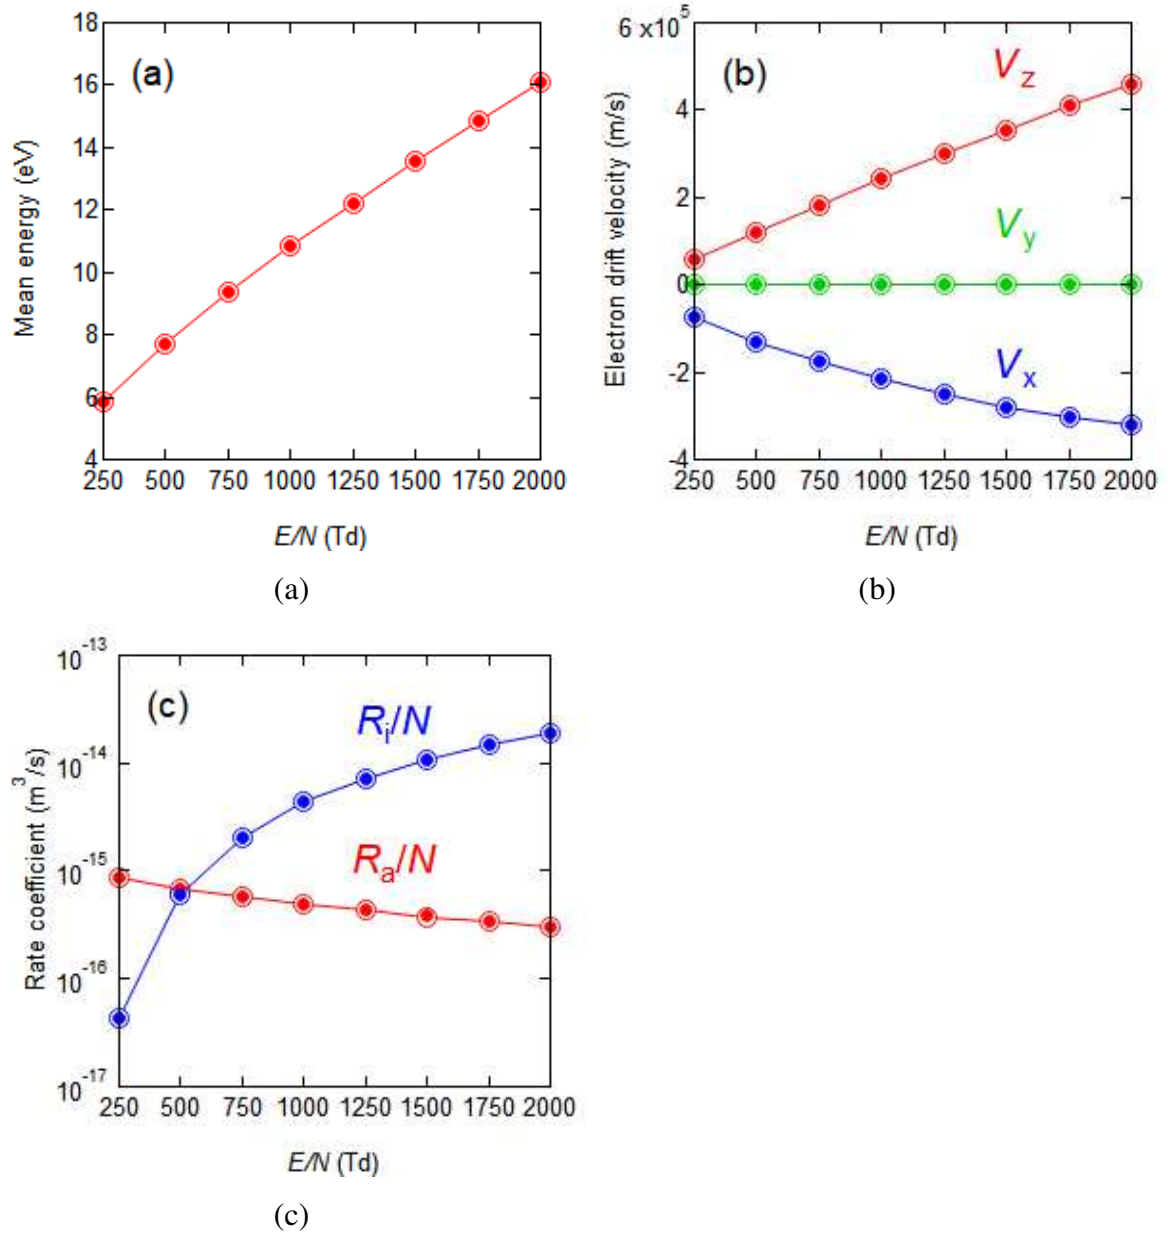 18
16
14
12
10
8
6
4
Mean energy (eV)
(a)
250 500 750 1000 1250 1500 1750 2000
E/N (Td)
(a)
6 x10⁵
4
2
0
-2
-4
Electron drift velocity (m/s)
(b)
V_z
V_y
V_x
250 500 750 1000 1250 1500 1750 2000
E/N (Td)
(b)
10⁻¹³
10⁻¹⁴
10⁻¹⁵
10⁻¹⁶
10⁻¹⁷
Rate coefficient (m³/s)
(c)
R_i/N
R_a/N
250 500 750 1000 1250 1500 1750 2000
E/N (Td)
(c)